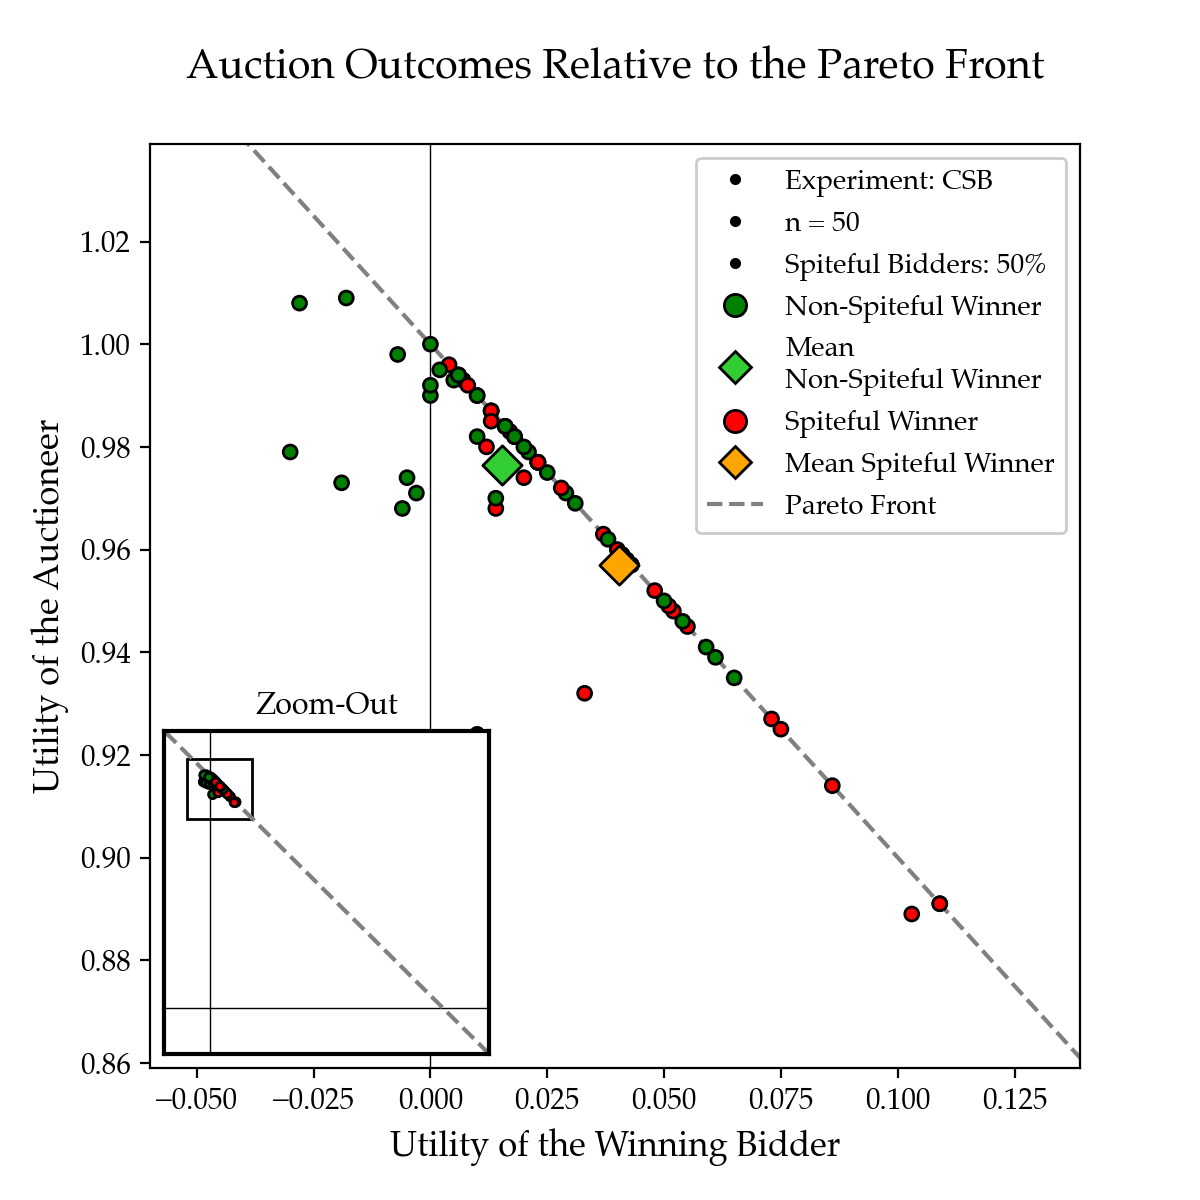 Auction Outcomes Relative to the Pareto Front
Experiment: CSB
n = 50
Spiteful Bidders: 50%
Non-Spiteful Winner
Mean
Non-Spiteful Winner
Spiteful Winner
Mean Spiteful Winner
Pareto Front
Utility of the Auctioneer
1.02
1.00
0.98
0.96
0.94
0.92
0.90
0.88
0.86
Zoom-Out
−0.050 −0.025 0.000 0.025 0.050 0.075 0.100 0.125
Utility of the Winning Bidder